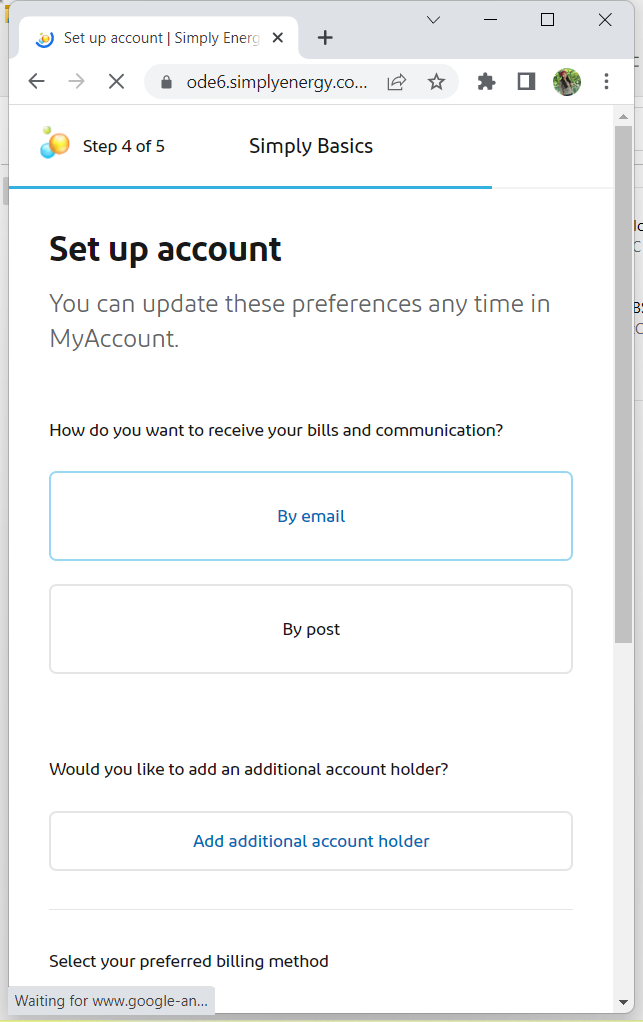 Set up account | Simply Energ
ode6.simplyenergy.co...
Step 4 of 5
Simply Basics
Set up account
You can update these preferences any time in
MyAccount.
How do you want to receive your bills and communication?
By email
By post
Would you like to add an additional account holder?
Add additional account holder
Select your preferred billing method
Waiting for www.google-an...